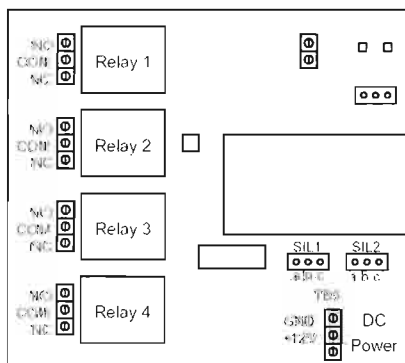 NO
COM
NC
Relay 1
NO
COM
NC
Relay 2
NO
COM
NC
Relay 3
SIL1 SIL2
a b c a b c
NO
COM
NC
Relay 4
TB5
GND
+12V
DC
Power